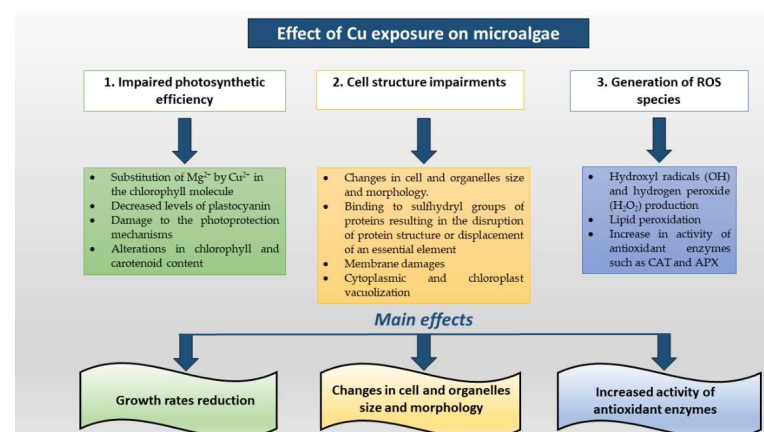 Effect of Cu exposure on microalgae
1. Impaired photosynthetic
efficiency
2. Cell structure impairments
3. Generation of ROS
species
• Substitution of Mg²⁺ by Cu²⁺ in
the chlorophyll molecule
• Decreased levels of plastocyanin
• Damage to the photoprotection
mechanisms
• Alterations in chlorophyll and
carotenoid content
• Changes in cell and organelles size
and morphology.
• Binding to sulfhydryl groups of
proteins resulting in the disruption
of protein structure or displacement
of an essential element
• Membrane damages
• Cytoplasmic and chloroplast
vacuolization
• Hydroxyl radicals (OH)
and hydrogen peroxide
(H₂O₂) production
• Lipid peroxidation
• Increase in activity of
antioxidant enzymes
such as CAT and APX
Main effects
Growth rates reduction
Changes in cell and organelles
size and morphology
Increased activity of
antioxidant enzymes